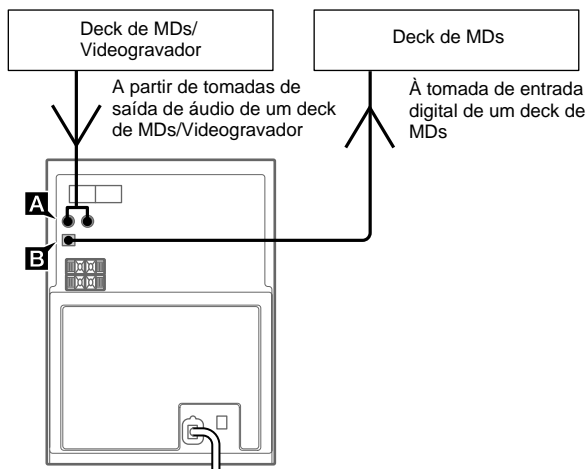 Deck de MDs/
Videogravador
Deck de MDs
A partir de tomadas de
saída de áudio de um deck
de MDs/Videogravador
À tomada de entrada
digital de um deck de
MDs
A
B